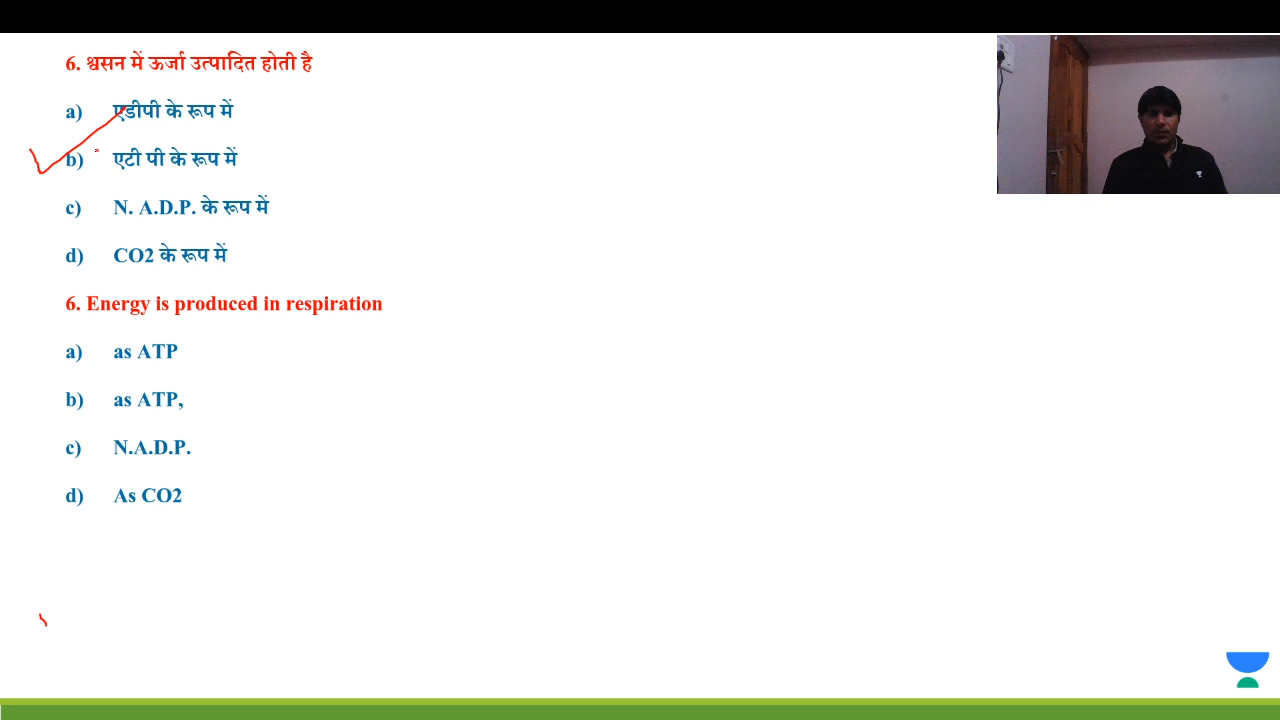 6. श्वसन में ऊर्जा उत्पादित होती है
a) एडीपी के रूप में
b) एटी पी के रूप में
c) N. A.D.P. के रूप में
d) CO2 के रूप में
6. Energy is produced in respiration
a) as ATP
b) as ATP,
c) N.A.D.P.
d) As CO2